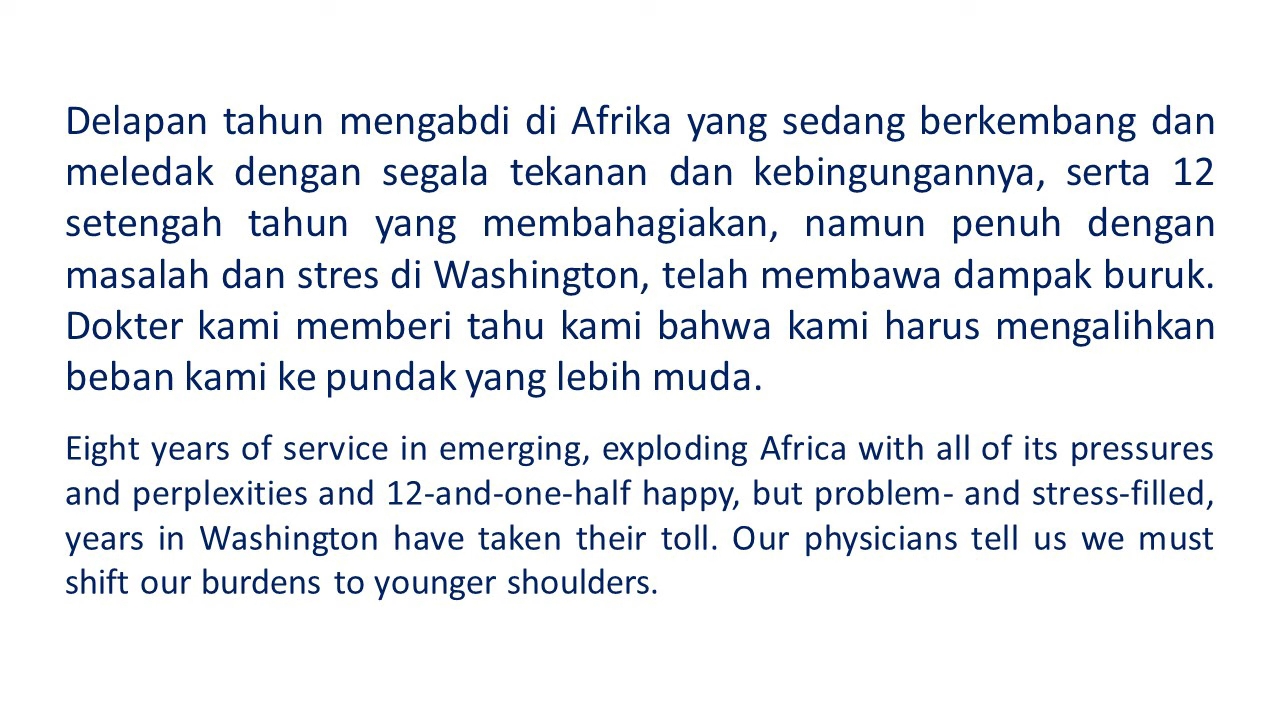 Delapan tahun mengabdi di Afrika yang sedang berkembang dan
meledak dengan segala tekanan dan kebingungannya, serta 12
setengah tahun yang membahagiakan, namun penuh dengan
masalah dan stres di Washington, telah membawa dampak buruk.
Dokter kami memberi tahu kami bahwa kami harus mengalihkan
beban kami ke pundak yang lebih muda.
Eight years of service in emerging, exploding Africa with all of its pressures
and perplexities and 12-and-one-half happy, but problem- and stress-filled,
years in Washington have taken their toll. Our physicians tell us we must
shift our burdens to younger shoulders.